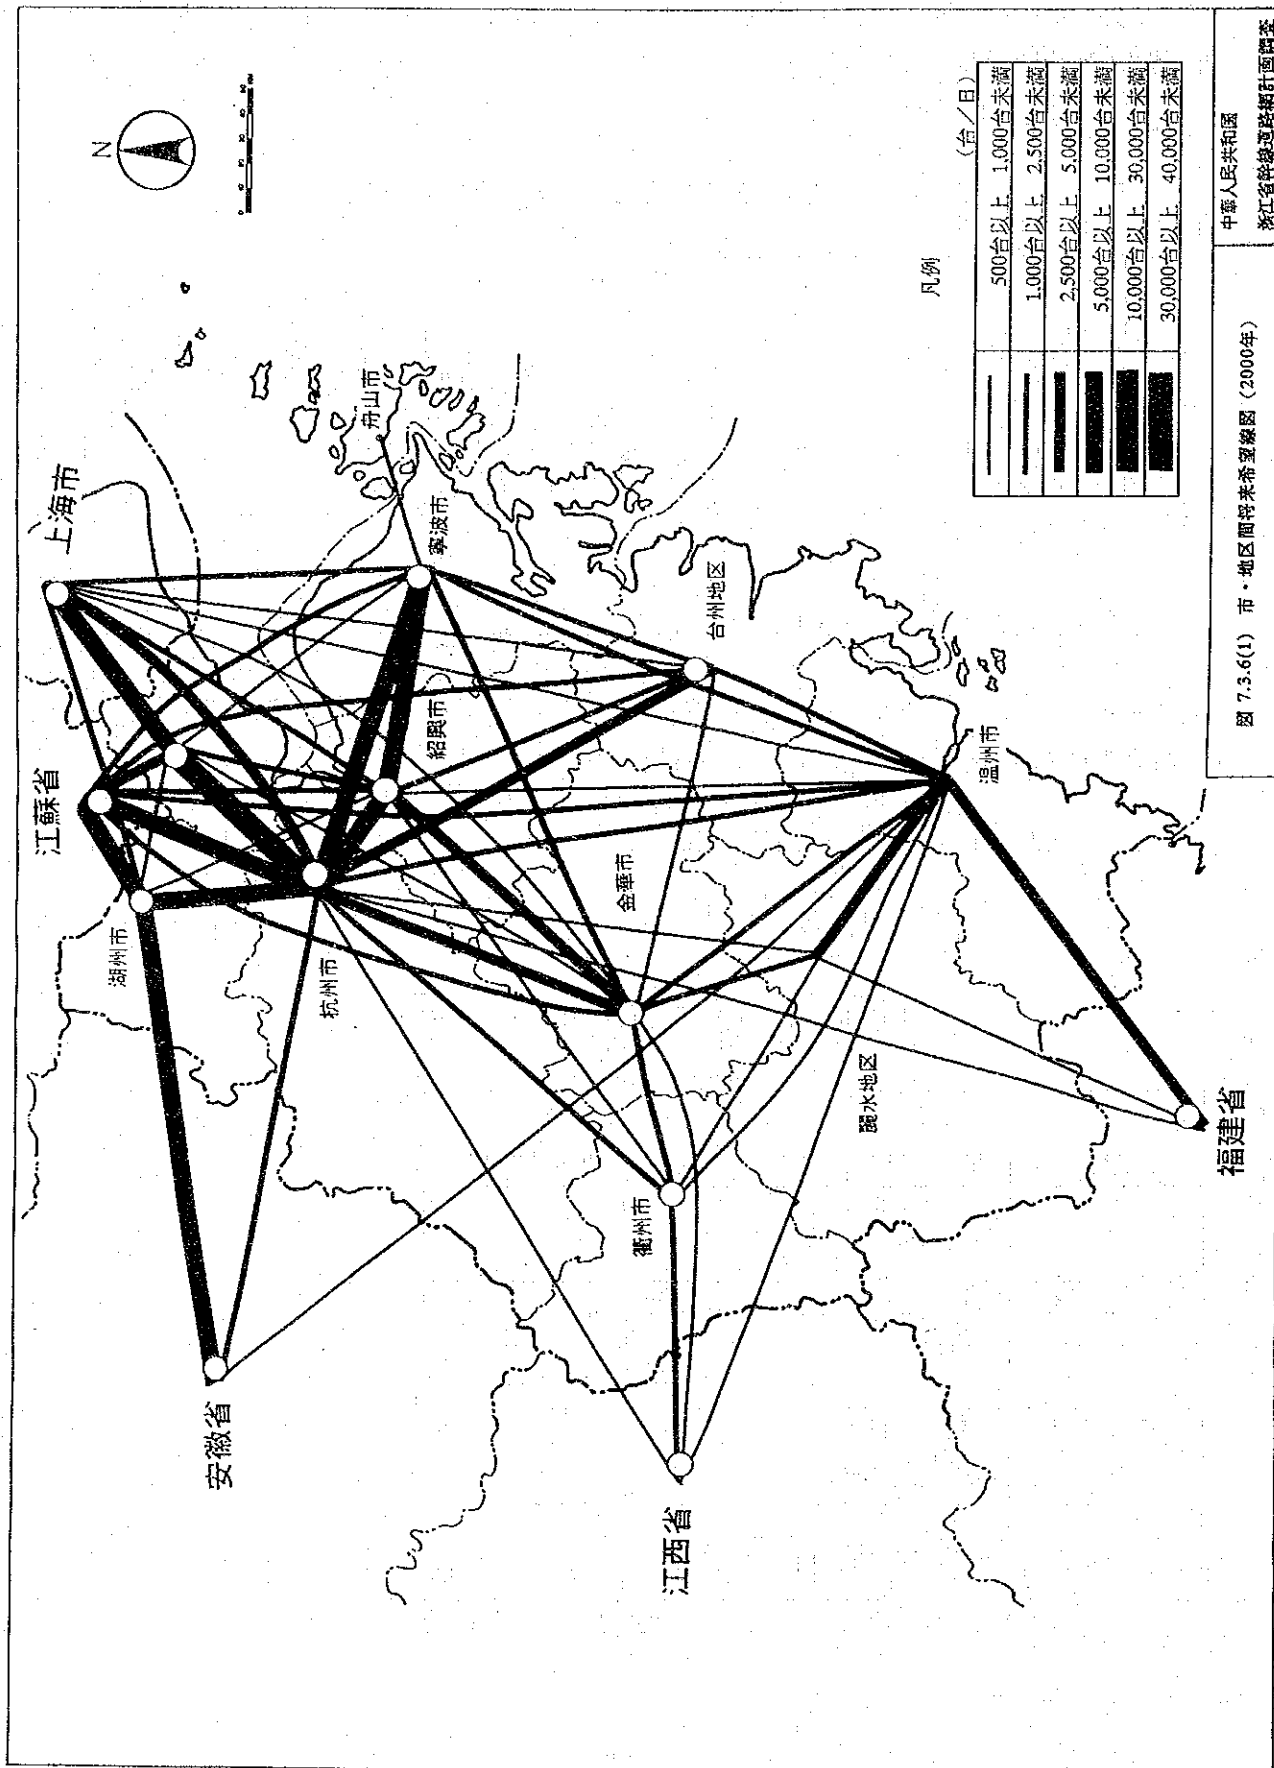 N
上海市
江蘇省
湖州市
杭州市
紹興市
寧波市
舟山市
安徽省
金華市
台州地区
衢州市
麗水地区
温州市
江西省
福建省
凡例
(台/日)
500台以上 1,000台未満
1,000台以上 2,500台未満
2,500台以上 5,000台未満
5,000台以上 10,000台未満
10,000台以上 30,000台未満
30,000台以上 40,000台未満
図 7.3.6(1) 市・地区間将来希望線図 (2000年)
中華人民共和国
浙江省幹線道路網計画調査